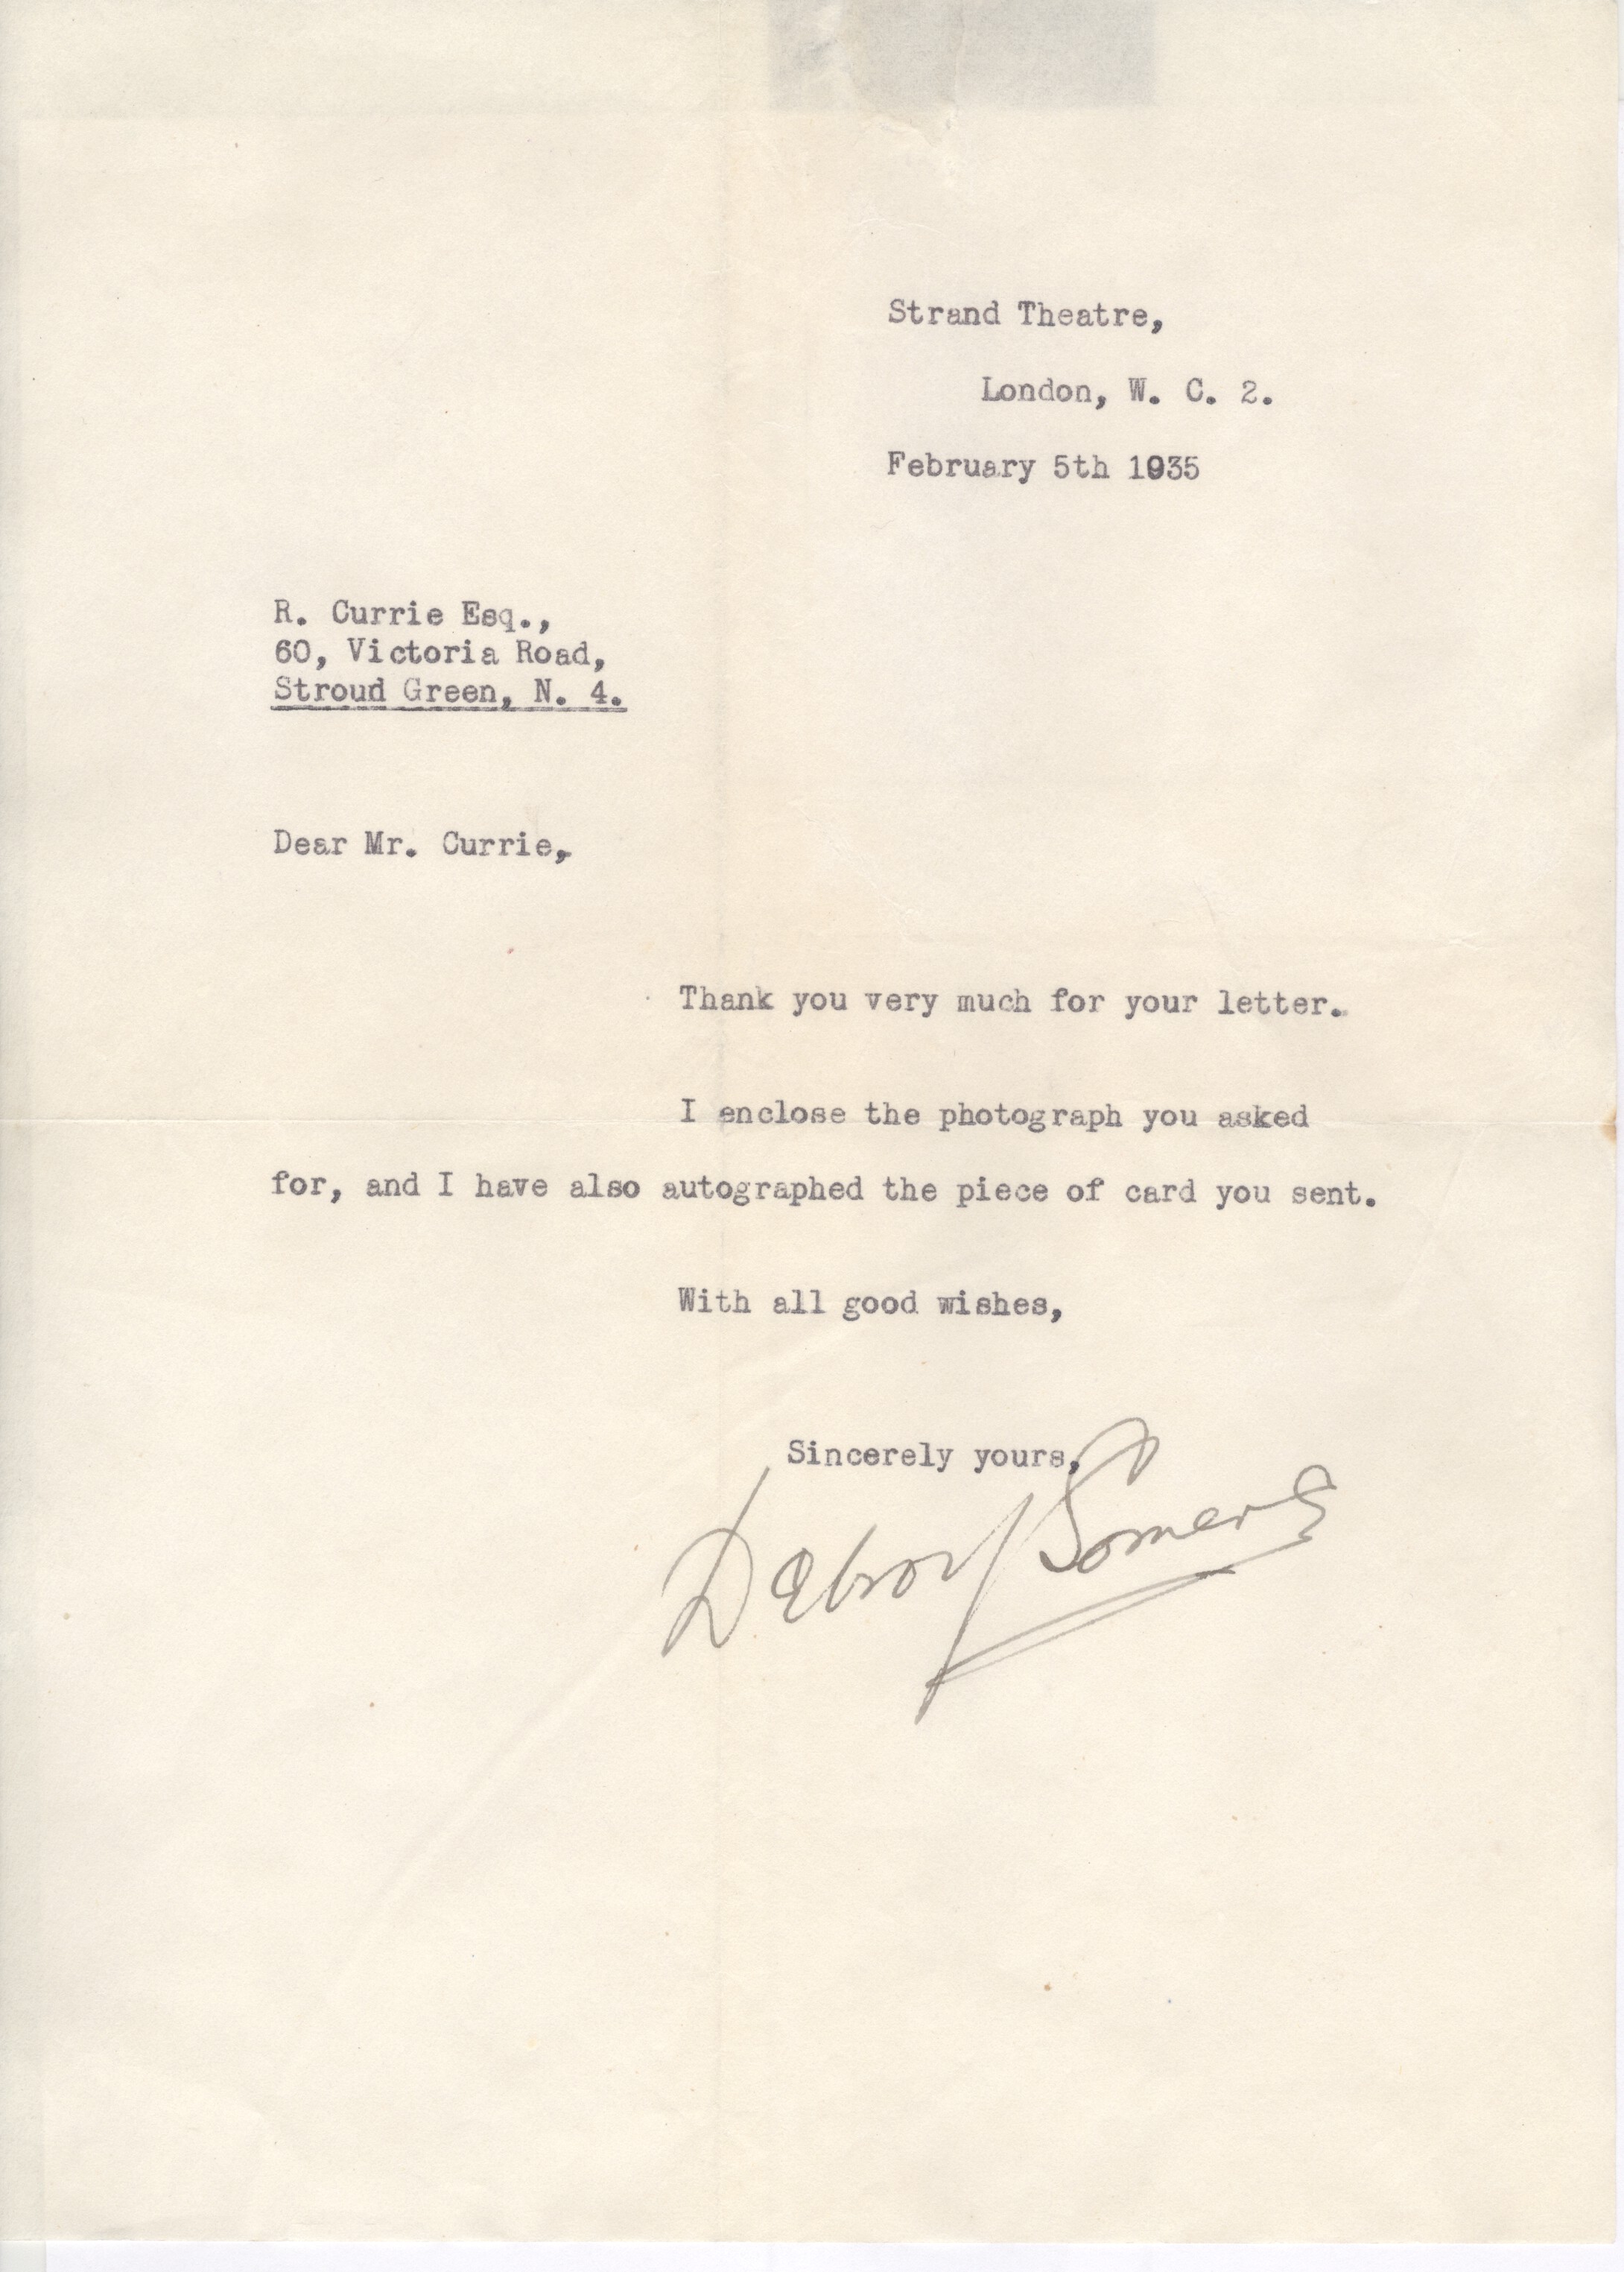 Strand Theatre,
London, W. C. 2.
February 5th 1935
R. Currie Esq.,
60, Victoria Road,
Stroud Green, N. 4.
Dear Mr. Currie,
Thank you very much for your letter.
I enclose the photograph you asked
for, and I have also autographed the piece of card you sent.
With all good wishes,
Sincerely yours,
Debroy Somers